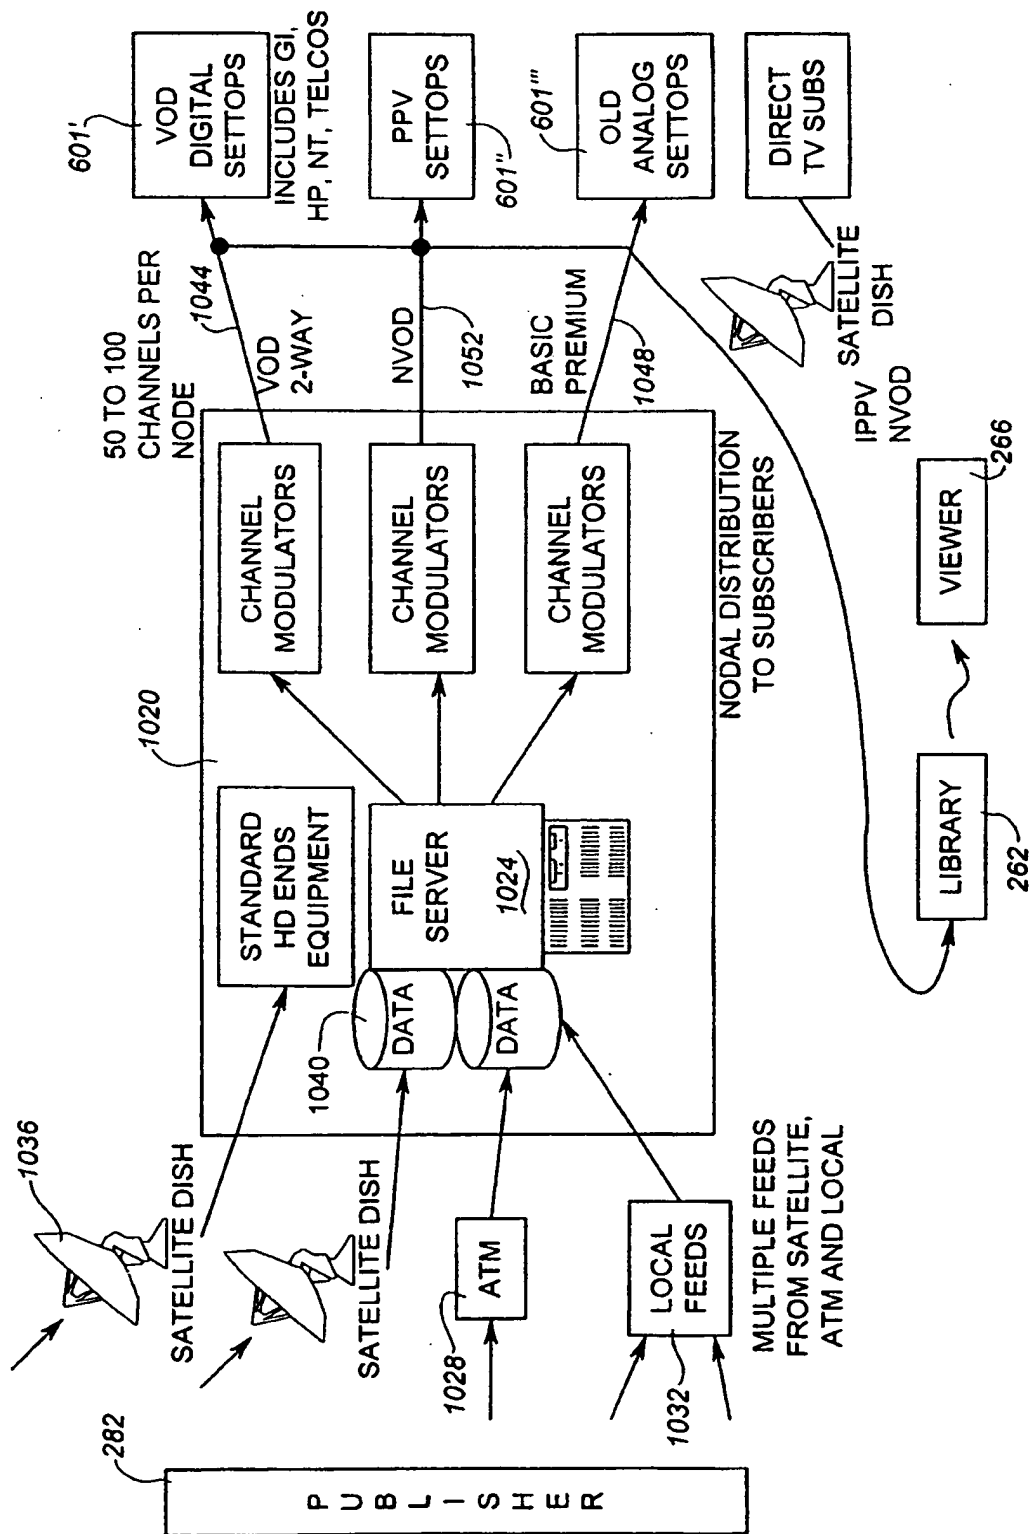 282
PUBLISHER
1036
SATELLITE DISH
SATELLITE DISH
1028
ATM
LOCAL
FEEDS
1032
MULTIPLE FEEDS
FROM SATELLITE,
ATM AND LOCAL
1020
STANDARD
HD ENDS
EQUIPMENT
FILE
SERVER
1024
1040
DATA
DATA
CHANNEL
MODULATORS
CHANNEL
MODULATORS
CHANNEL
MODULATORS
NODAL DISTRIBUTION
TO SUBSCRIBERS
50 TO 100
CHANNELS PER
NODE
1044
VOD
2-WAY
NVOD
1052
BASIC
PREMIUM
1048
601'
VOD
DIGITAL
SETTOPS
INCLUDES GI,
HP, NT, TELCOS
PPV
SETTOPS
601"
601'''
OLD
ANALOG
SETTOPS
DIRECT
TV SUBS
SATELLITE
DISH
IPPV
NVOD
LIBRARY
262
VIEWER
266